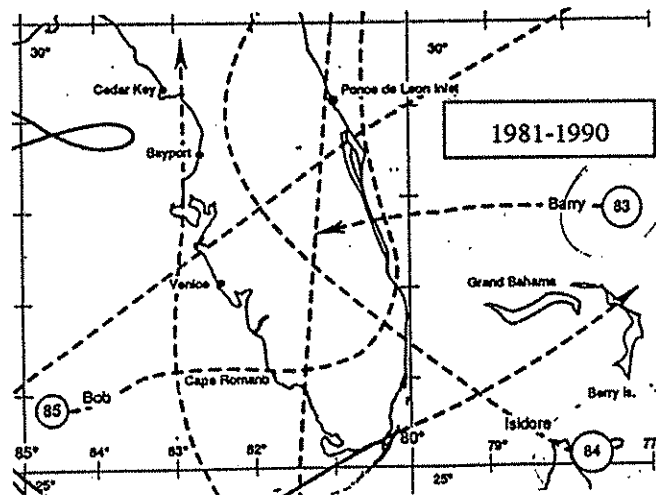 30° 30°
Cedar Key Ponce de Leon Inlet
1981-1990
Bayport
Barry 83
Venice Grand Bahama
Cape Romano
85 Bob Berry Is.
Isidore
85° 84° 83° 82° 80° 79° 84 77
25° 25°